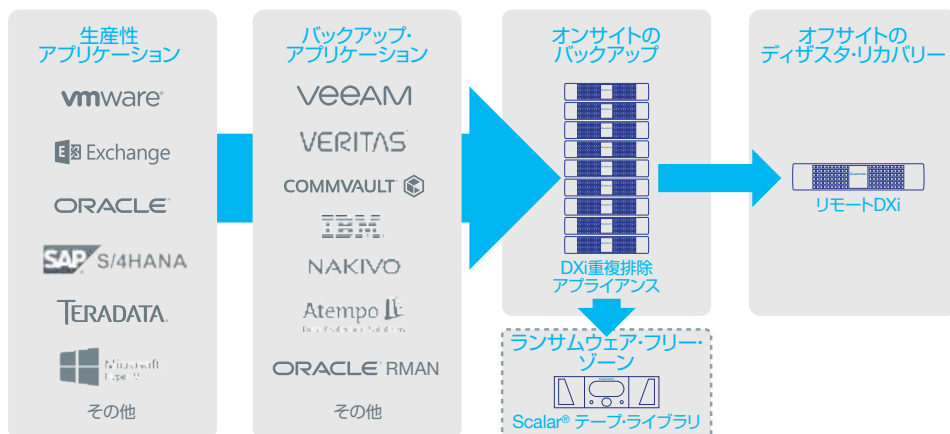 生産性
アプリケーション
vmware®
Exchange
ORACLE®
SAP S/4HANA
TERADATA.
Microsoft
その他
バックアップ・
アプリケーション
veeAM
VERITAS
COMMVAULT
IBM
NAKIVO
Atempo
ORACLE® RMAN
その他
オンサイトの
バックアップ
DXi重複排除
アプライアンス
ランサムウェア・フリー・
ゾーン
Scalar® テープ・ライブラリ
オフサイトの
ディザスタ・リカバリー
リモートDXi